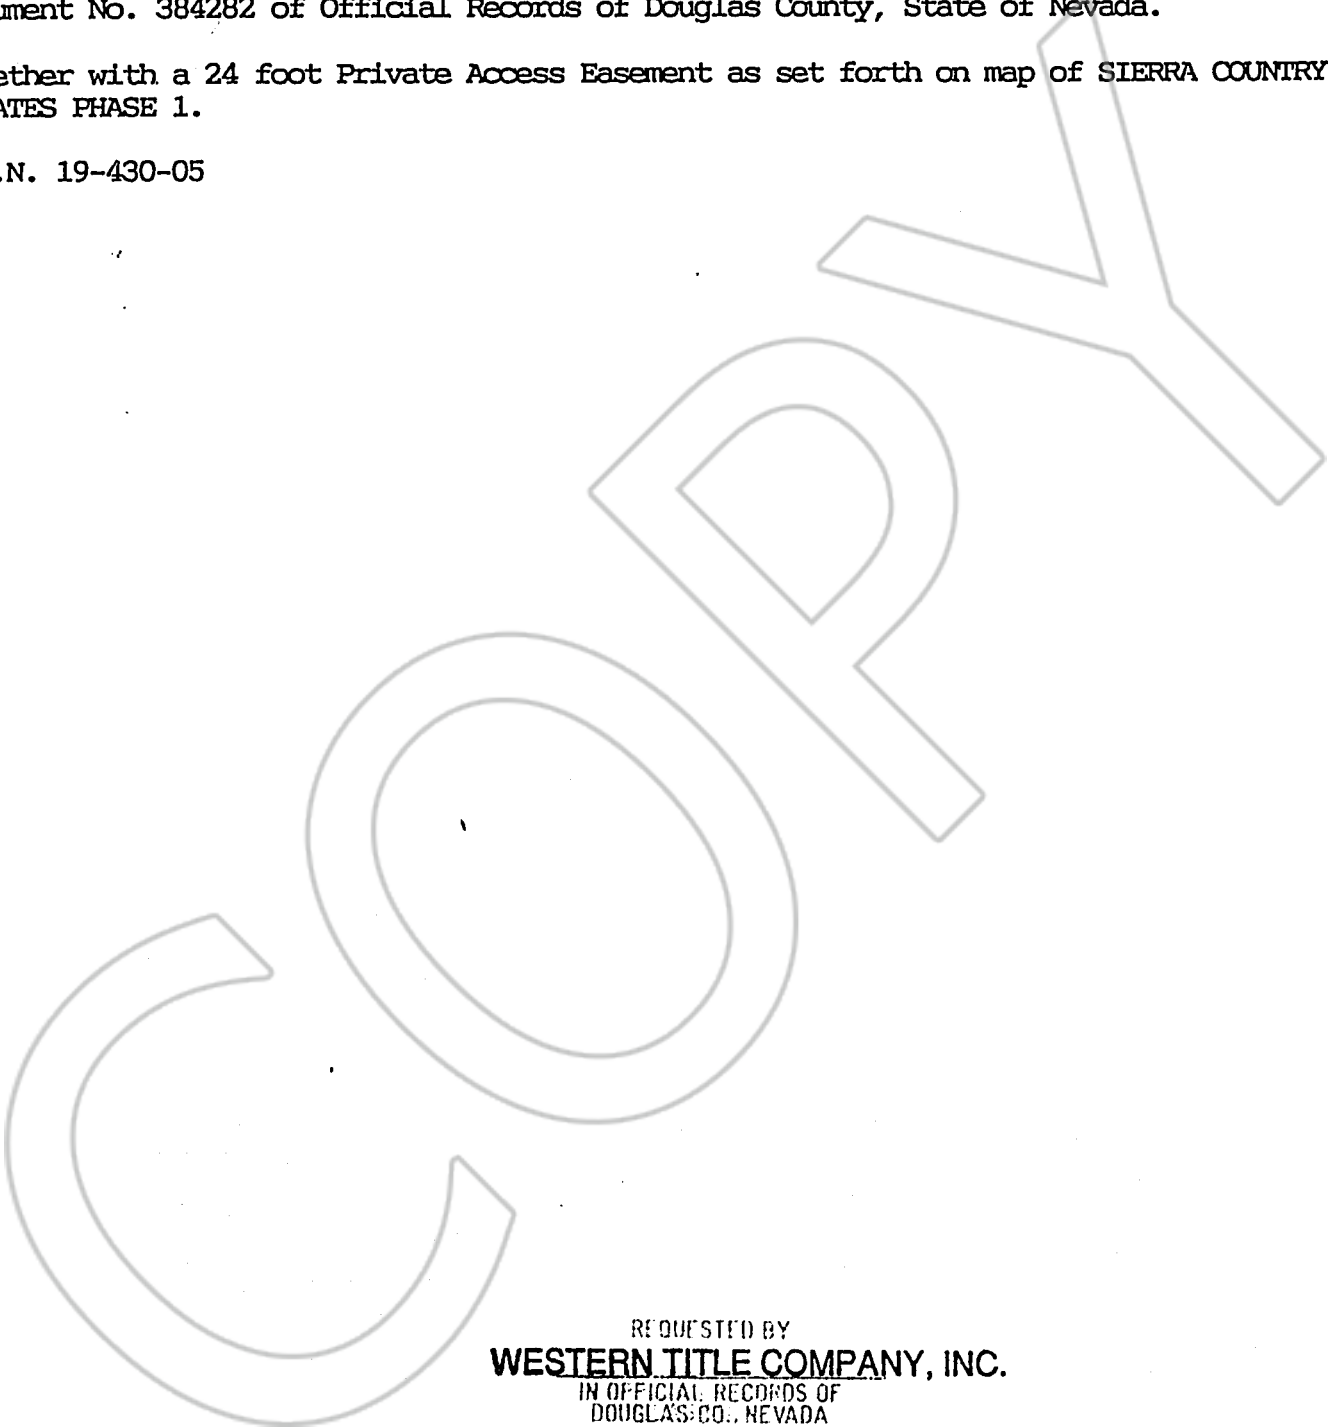 ument No. 384282 of Official Records of Douglas County, State of Nevada.
ether with a 24 foot Private Access Easement as set forth on map of SIERRA COUNTRY
ATES PHASE 1.
.N. 19-430-05
COPY
REQUESTED BY
WESTERN TITLE COMPANY, INC.
IN OFFICIAL RECORDS OF
DOUGLAS CO., NEVADA